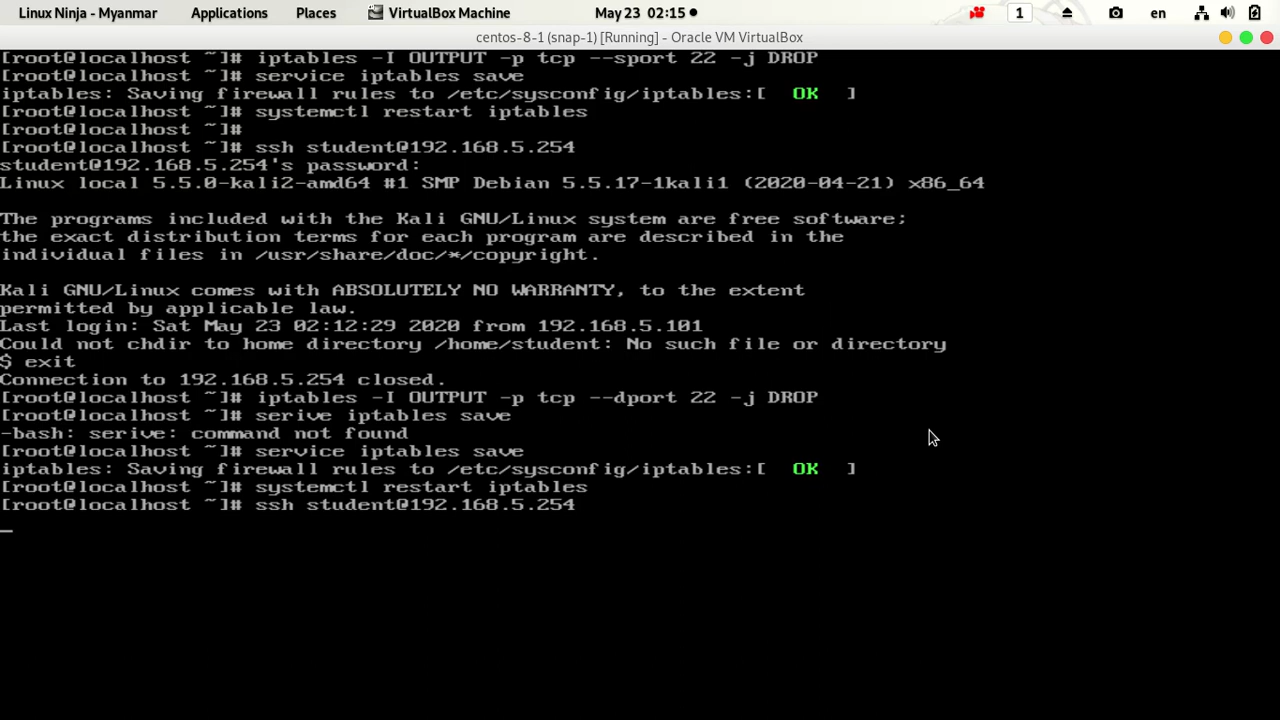 Linux Ninja - Myanmar Applications Places VirtualBox Machine May 23 02:15 1 en
centos-8-1 (snap-1) [Running] - Oracle VM VirtualBox
[root@localhost ~]# iptables -I OUTPUT -p tcp --sport 22 -j DROP
[root@localhost ~]# service iptables save
iptables: Saving firewall rules to /etc/sysconfig/iptables:[  OK  ]
[root@localhost ~]# systemctl restart iptables
[root@localhost ~]#
[root@localhost ~]# ssh student@192.168.5.254
student@192.168.5.254's password:
Linux local 5.5.0-kali2-amd64 #1 SMP Debian 5.5.17-1kali1 (2020-04-21) x86_64
The programs included with the Kali GNU/Linux system are free software;
the exact distribution terms for each program are described in the
individual files in /usr/share/doc/*/copyright.
Kali GNU/Linux comes with ABSOLUTELY NO WARRANTY, to the extent
permitted by applicable law.
Last login: Sat May 23 02:12:29 2020 from 192.168.5.101
Could not chdir to home directory /home/student: No such file or directory
$ exit
Connection to 192.168.5.254 closed.
[root@localhost ~]# iptables -I OUTPUT -p tcp --dport 22 -j DROP
[root@localhost ~]# serive iptables save
-bash: serive: command not found
[root@localhost ~]# service iptables save
iptables: Saving firewall rules to /etc/sysconfig/iptables:[  OK  ]
[root@localhost ~]# systemctl restart iptables
[root@localhost ~]# ssh student@192.168.5.254